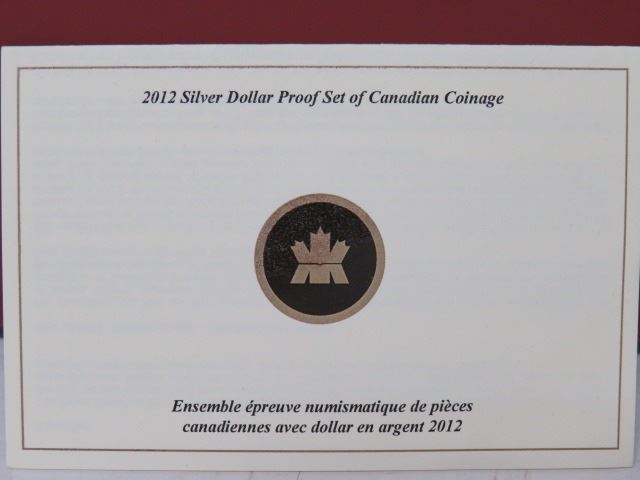 2012 Silver Dollar Proof Set of Canadian Coinage
Ensemble épreuve numismatique de pièces
canadiennes avec dollar en argent 2012